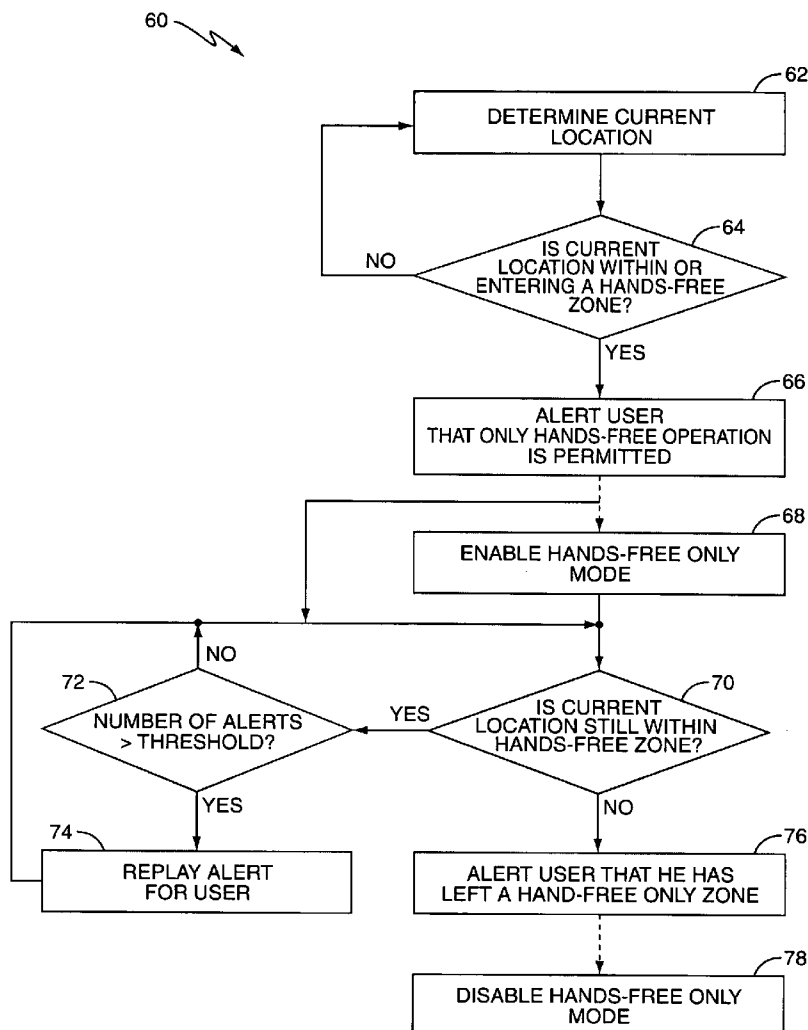 60
62
DETERMINE CURRENT
LOCATION
64
IS CURRENT
LOCATION WITHIN OR
ENTERING A HANDS-FREE
ZONE?
NO
YES
66
ALERT USER
THAT ONLY HANDS-FREE OPERATION
IS PERMITTED
68
ENABLE HANDS-FREE ONLY
MODE
NO
72
NUMBER OF ALERTS
> THRESHOLD?
YES
70
IS CURRENT
LOCATION STILL WITHIN
HANDS-FREE ZONE?
YES
NO
74
REPLAY ALERT
FOR USER
76
ALERT USER THAT HE HAS
LEFT A HAND-FREE ONLY ZONE
78
DISABLE HANDS-FREE ONLY
MODE